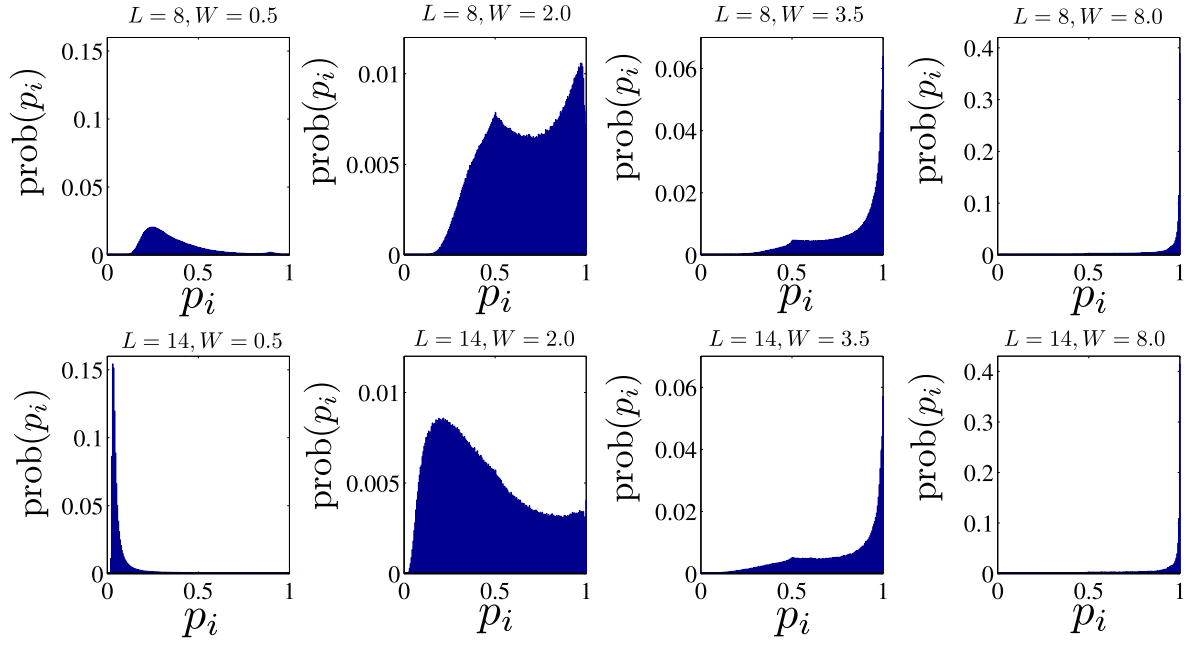 L = 8, W = 0.5
prob(p_i)
0.15
0.1
0.05
0
0 0.5 1
p_i
L = 8, W = 2.0
prob(p_i)
0.01
0.005
0
0 0.5 1
p_i
L = 8, W = 3.5
prob(p_i)
0.06
0.04
0.02
0
0 0.5 1
p_i
L = 8, W = 8.0
prob(p_i)
0.4
0.3
0.2
0.1
0
0 0.5 1
p_i
L = 14, W = 0.5
prob(p_i)
0.15
0.1
0.05
0
0 0.5 1
p_i
L = 14, W = 2.0
prob(p_i)
0.01
0.005
0
0 0.5 1
p_i
L = 14, W = 3.5
prob(p_i)
0.06
0.04
0.02
0
0 0.5 1
p_i
L = 14, W = 8.0
prob(p_i)
0.4
0.3
0.2
0.1
0
0 0.5 1
p_i